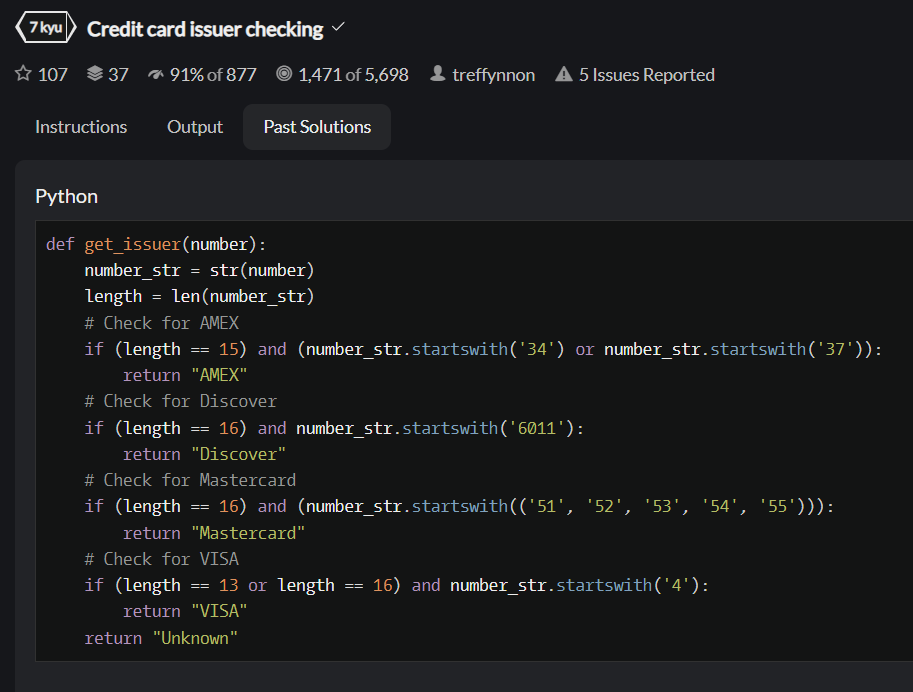 7 kyu Credit card issuer checking
107 37 91% of 877 1,471 of 5,698 treffynnon 5 Issues Reported
Instructions Output Past Solutions
Python
def get_issuer(number):
    number_str = str(number)
    length = len(number_str)
    # Check for AMEX
    if (length == 15) and (number_str.startswith('34') or number_str.startswith('37')):
        return "AMEX"
    # Check for Discover
    if (length == 16) and number_str.startswith('6011'):
        return "Discover"
    # Check for Mastercard
    if (length == 16) and (number_str.startswith(('51', '52', '53', '54', '55'))):
        return "Mastercard"
    # Check for VISA
    if (length == 13 or length == 16) and number_str.startswith('4'):
        return "VISA"
    return "Unknown"